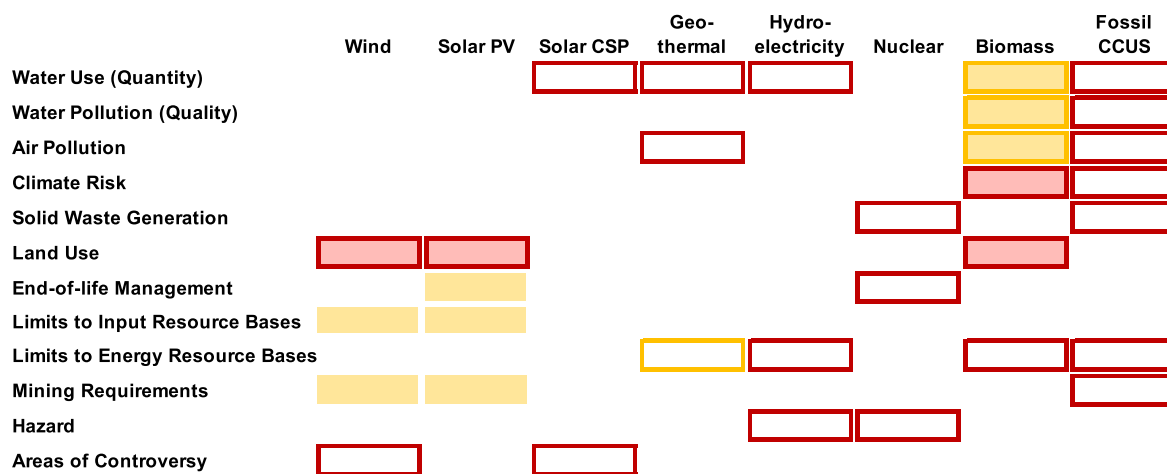 Geo-
Hydro-
Fossil
Wind
Solar PV
Solar CSP
thermal
electricity
Nuclear
Biomass
CCUS
Water Use (Quantity)
Water Pollution (Quality)
Air Pollution
Climate Risk
Solid Waste Generation
Land Use
End-of-life Management
Limits to Input Resource Bases
Limits to Energy Resource Bases
Mining Requirements
Hazard
Areas of Controversy